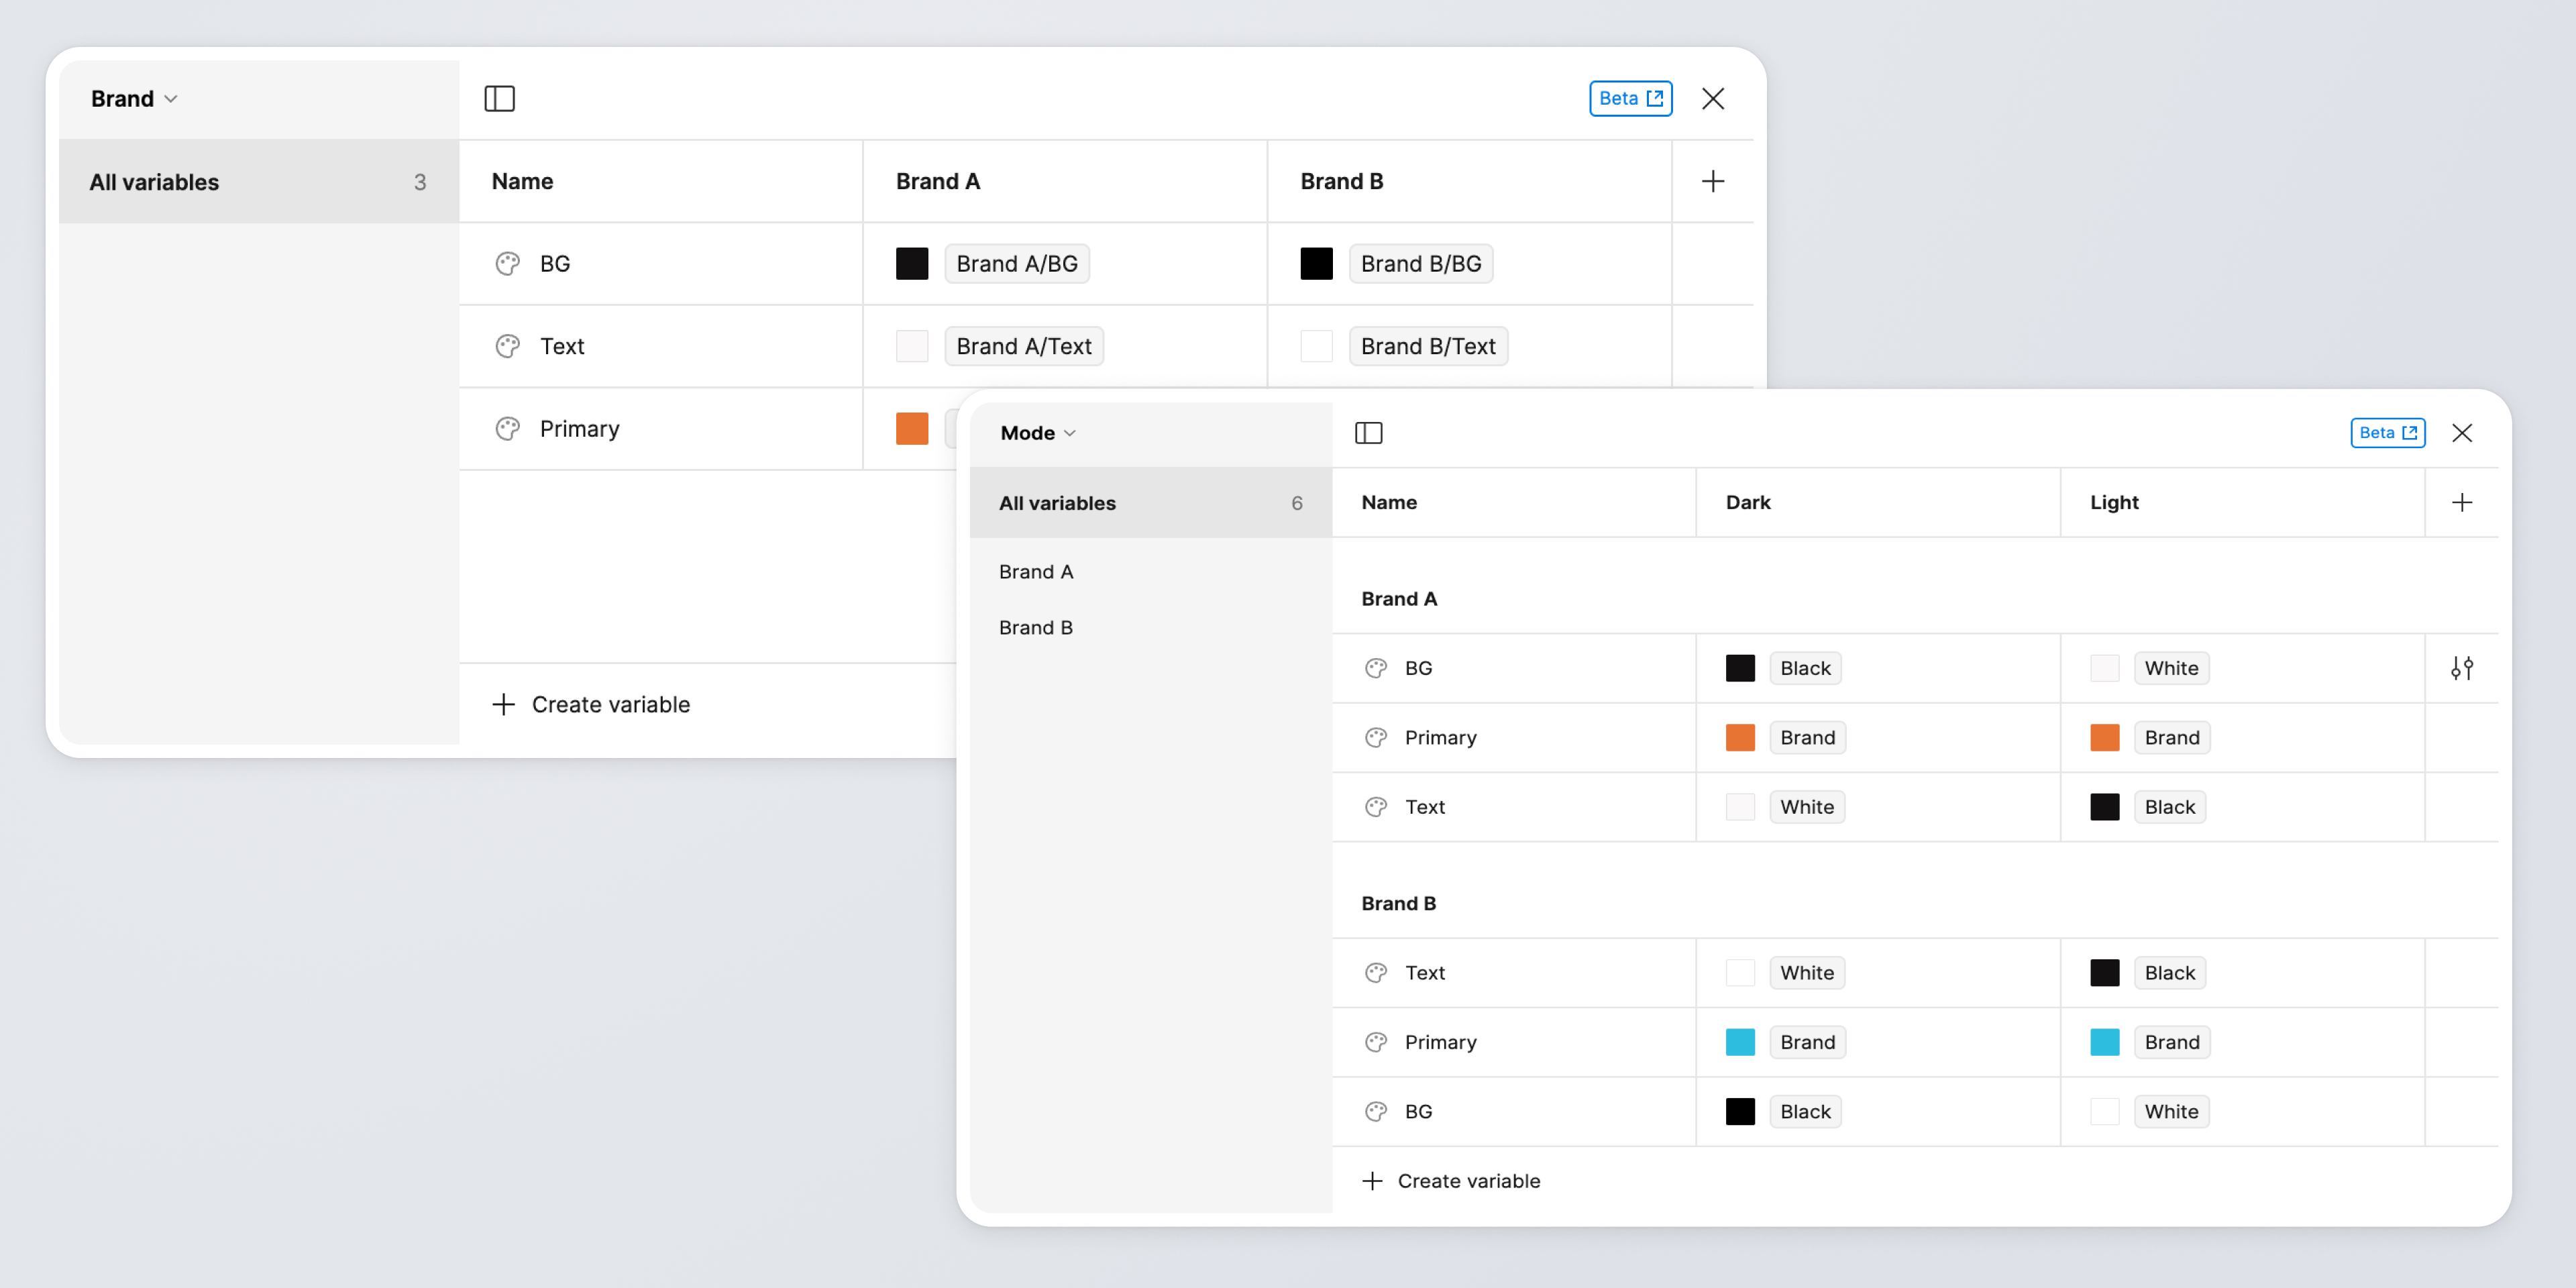 Brand
Beta
All variables 3
Name Brand A Brand B
BG Brand A/BG Brand B/BG
Text Brand A/Text Brand B/Text
Primary
Create variable
Mode
Beta
All variables 6
Brand A
Brand B
Name Dark Light
Brand A
BG Black White
Primary Brand Brand
Text White Black
Brand B
Text White Black
Primary Brand Brand
BG Black White
Create variable